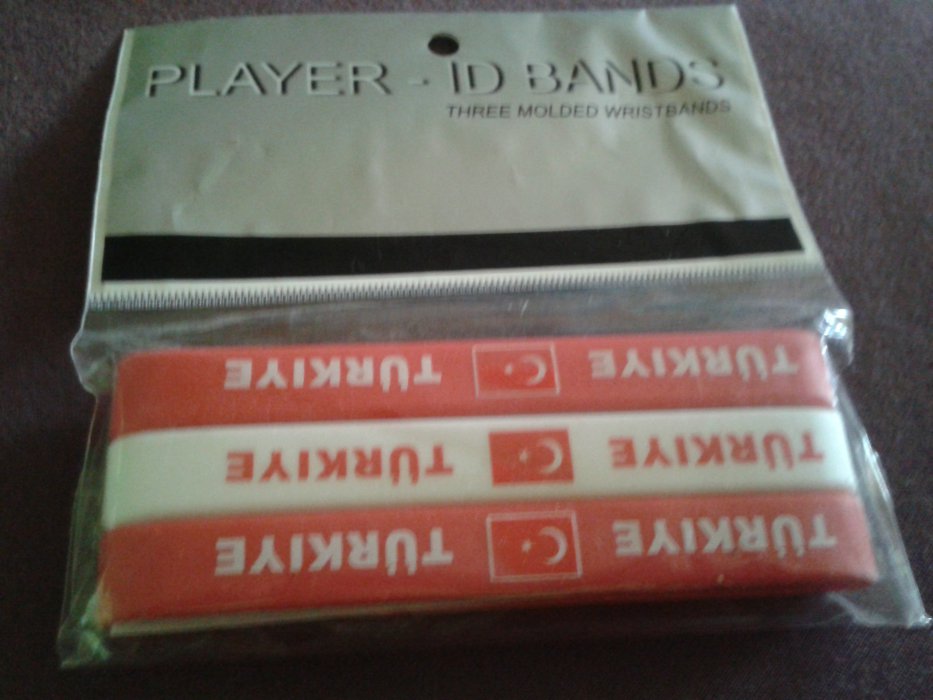 PLAYER - ID BANDS
THREE MOLDED WRISTBANDS
TÜRKIYE TÜRKIYE
TÜRKIYE TÜRKIYE
TÜRKIYE TÜRKIYE